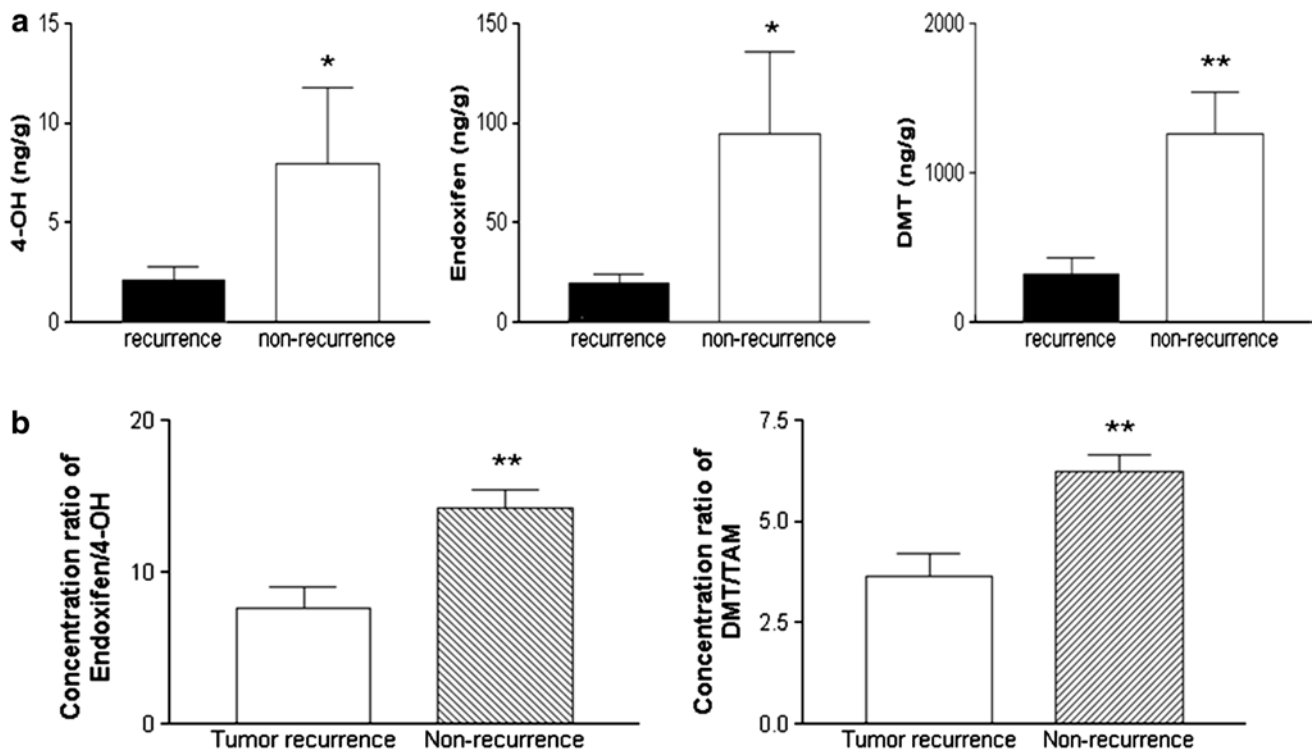 a
4-OH (ng/g)
15
10
5
0
*
recurrence non-recurrence
Endoxifen (ng/g)
150
100
50
0
*
recurrence non-recurrence
DMT (ng/g)
2000
1000
0
**
recurrence non-recurrence
b
Concentration ratio of
Endoxifen/4-OH
20
10
0
**
Tumor recurrence Non-recurrence
Concentration ratio of
DMT/TAM
7.5
5.0
2.5
0.0
**
Tumor recurrence Non-recurrence